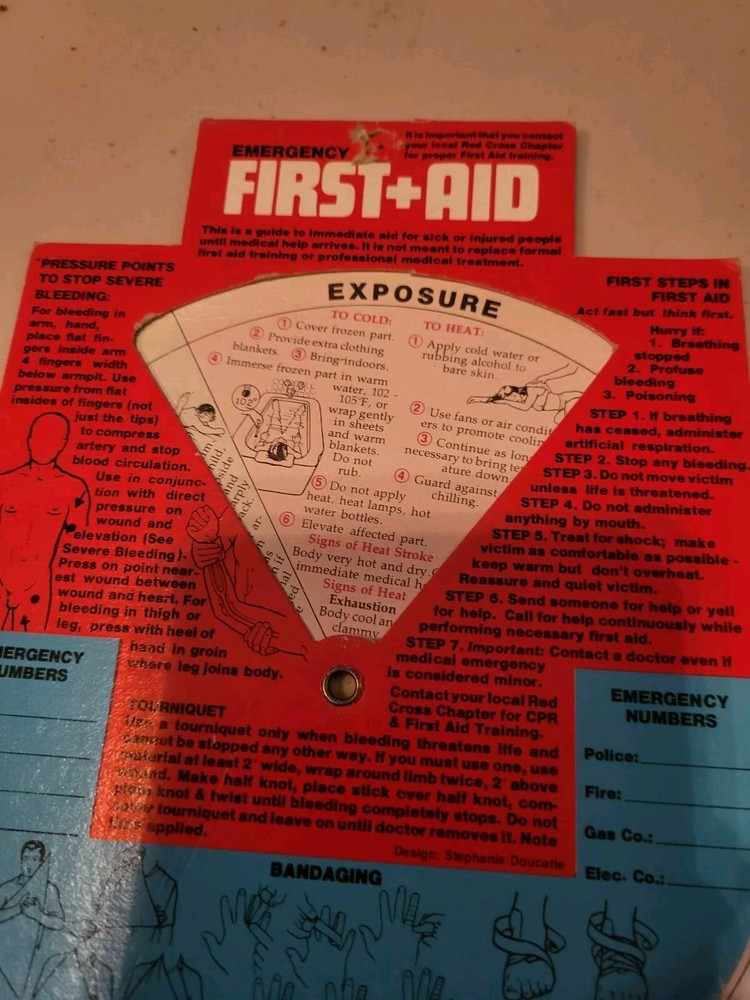 EMERGENCY
FIRST+AID
It is important that you contact
your local Red Cross Chapter
for proper First Aid training.
This is a guide to immediate aid for sick or injured people
until medical help arrives. It is not meant to replace formal
first aid training or professional medical treatment.
PRESSURE POINTS
TO STOP SEVERE
BLEEDING:
For bleeding in
arm, hand,
place flat fin-
gers inside arm
4 fingers width
below armpit. Use
pressure from flat
insides of fingers (not
just the tips)
to compress
artery and stop
blood circulation.
Use in conjunc-
tion with direct
pressure on
wound and
elevation (See
Severe Bleeding).
Press on point near-
est wound between
wound and heart. For
bleeding in thigh or
leg, press with heel of
hand in groin
where leg joins body.
EXPOSURE
TO COLD:
1 Cover frozen part.
2 Provide extra clothing
blankets. 3 Bring indoors.
4 Immerse frozen part in warm
water, 102 -
105°F, or
wrap gently
in sheets
and warm
blankets.
Do not
rub.
102°
5 Do not apply
heat, heat lamps, hot
water bottles.
6 Elevate affected part.
TO HEAT:
1 Apply cold water or
rubbing alcohol to
bare skin.
2 Use fans or air condit
ers to promote coolin
3 Continue as lon
necessary to bring te
ature down
4 Guard against
chilling.
Signs of Heat Stroke
Body very hot and dry.
immediate medical h
Signs of Heat
Exhaustion
Body cool an
clammy
FIRST STEPS IN
FIRST AID
Act fast but think first.
Hurry if:
1. Breathing
stopped
2. Profuse
bleeding
3. Poisoning
STEP 1. If breathing
has ceased, administer
artificial respiration.
STEP 2. Stop any bleeding.
STEP 3. Do not move victim
unless life is threatened.
STEP 4. Do not administer
anything by mouth.
STEP 5. Treat for shock; make
victim as comfortable as possible -
keep warm but don't overheat.
Reassure and quiet victim.
STEP 6. Send someone for help or yell
for help. Call for help continuously while
performing necessary first aid.
STEP 7. Important: Contact a doctor even if
medical emergency
is considered minor.
Contact your local Red
Cross Chapter for CPR
& First Aid Training.
TOURNIQUET
Use a tourniquet only when bleeding threatens life and
cannot be stopped any other way. If you must use one, use
material at least 2" wide, wrap around limb twice, 2" above
wound. Make half knot, place stick over half knot, com-
plete knot & twist until bleeding completely stops. Do not
cover tourniquet and leave on until doctor removes it. Note
time applied.
Design: Stephanie Doucette
ERGENCY
UMBERS
EMERGENCY
NUMBERS
Police:
Fire:
Gas Co.:
Elec. Co.:
BANDAGING